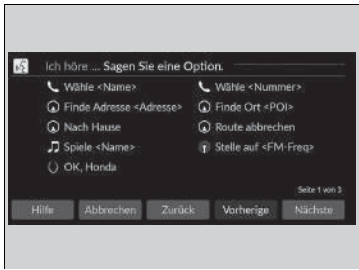 Ich höre ... Sagen Sie eine Option.
Wähle <Name> Wähle <Nummer>
Finde Adresse <Adresse> Finde Ort <POI>
Nach Hause Route abbrechen
Spiele <Name> Stelle auf <FM-Freq>
OK, Honda
Seite 1 von 3
Hilfe Abbrechen Zurück Vorherige Nächste